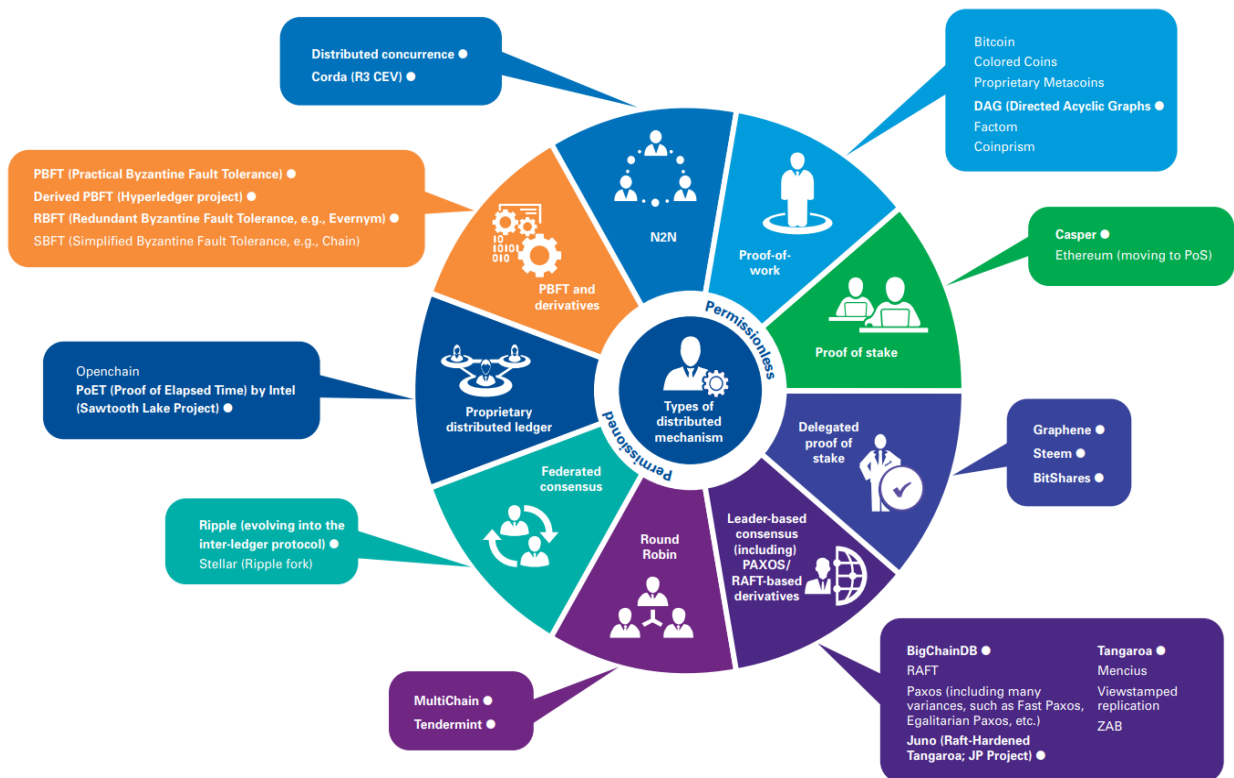 Distributed concurrence ●
Corda (R3 CEV) ●
Bitcoin
Colored Coins
Proprietary Metacoins
DAG (Directed Acyclic Graphs ●
Factom
Coinprism
PBFT (Practical Byzantine Fault Tolerance) ●
Derived PBFT (Hyperledger project) ●
RBFT (Redundant Byzantine Fault Tolerance, e.g., Evernym) ●
SBFT (Simplified Byzantine Fault Tolerance, e.g., Chain)
Casper ●
Ethereum (moving to PoS)
Openchain
PoET (Proof of Elapsed Time) by Intel
(Sawtooth Lake Project) ●
Graphene ●
Steem ●
BitShares ●
Ripple (evolving into the
inter-ledger protocol) ●
Stellar (Ripple fork)
MultiChain ●
Tendermint ●
BigChainDB ●
RAFT
Paxos (including many
variances, such as Fast Paxos,
Egalitarian Paxos, etc.)
Juno (Raft-Hardened
Tangaroa; JP Project) ●
Tangaroa ●
Mencius
Viewstamped
replication
ZAB
N2N
Proof-of-
work
Proof of stake
Delegated
proof of
stake
Leader-based
consensus
(including)
PAXOS/
RAFT-based
derivatives
Round
Robin
Federated
consensus
Proprietary
distributed ledger
PBFT and
derivatives
10
01010
000
Permissionless
Permissioned
Types of
distributed
mechanism